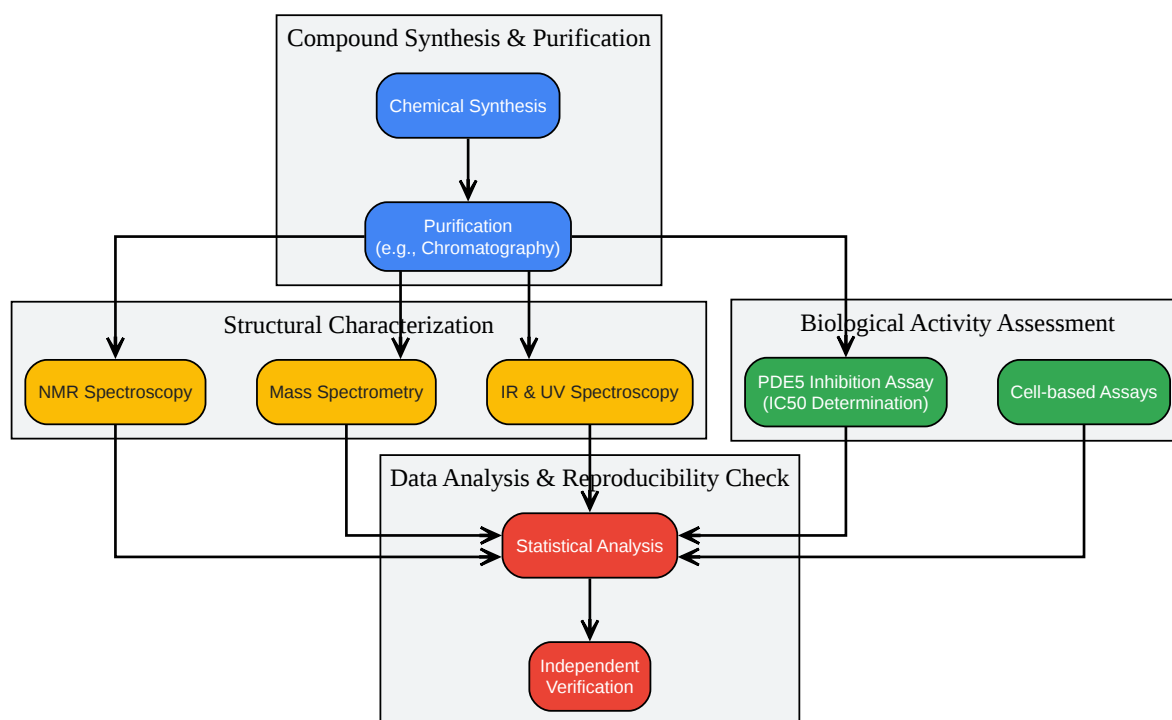 Compound Synthesis & Purification
Chemical Synthesis
Purification
(e.g., Chromatography)
Structural Characterization
NMR Spectroscopy
Mass Spectrometry
IR & UV Spectroscopy
Biological Activity Assessment
PDE5 Inhibition Assay
(IC50 Determination)
Cell-based Assays
Data Analysis & Reproducibility Check
Statistical Analysis
Independent
Verification